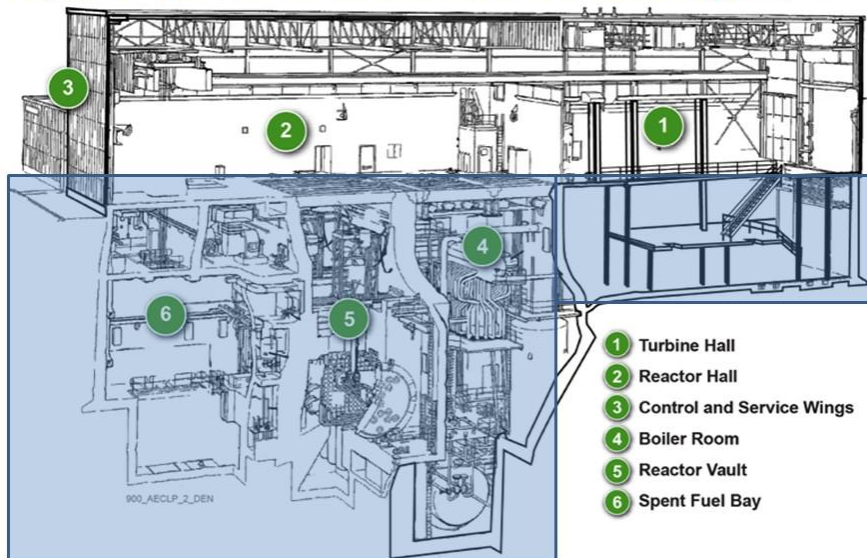 3
2
1
4
6
5
1 Turbine Hall
2 Reactor Hall
3 Control and Service Wings
4 Boiler Room
5 Reactor Vault
6 Spent Fuel Bay
900_AECLP_2_DEN